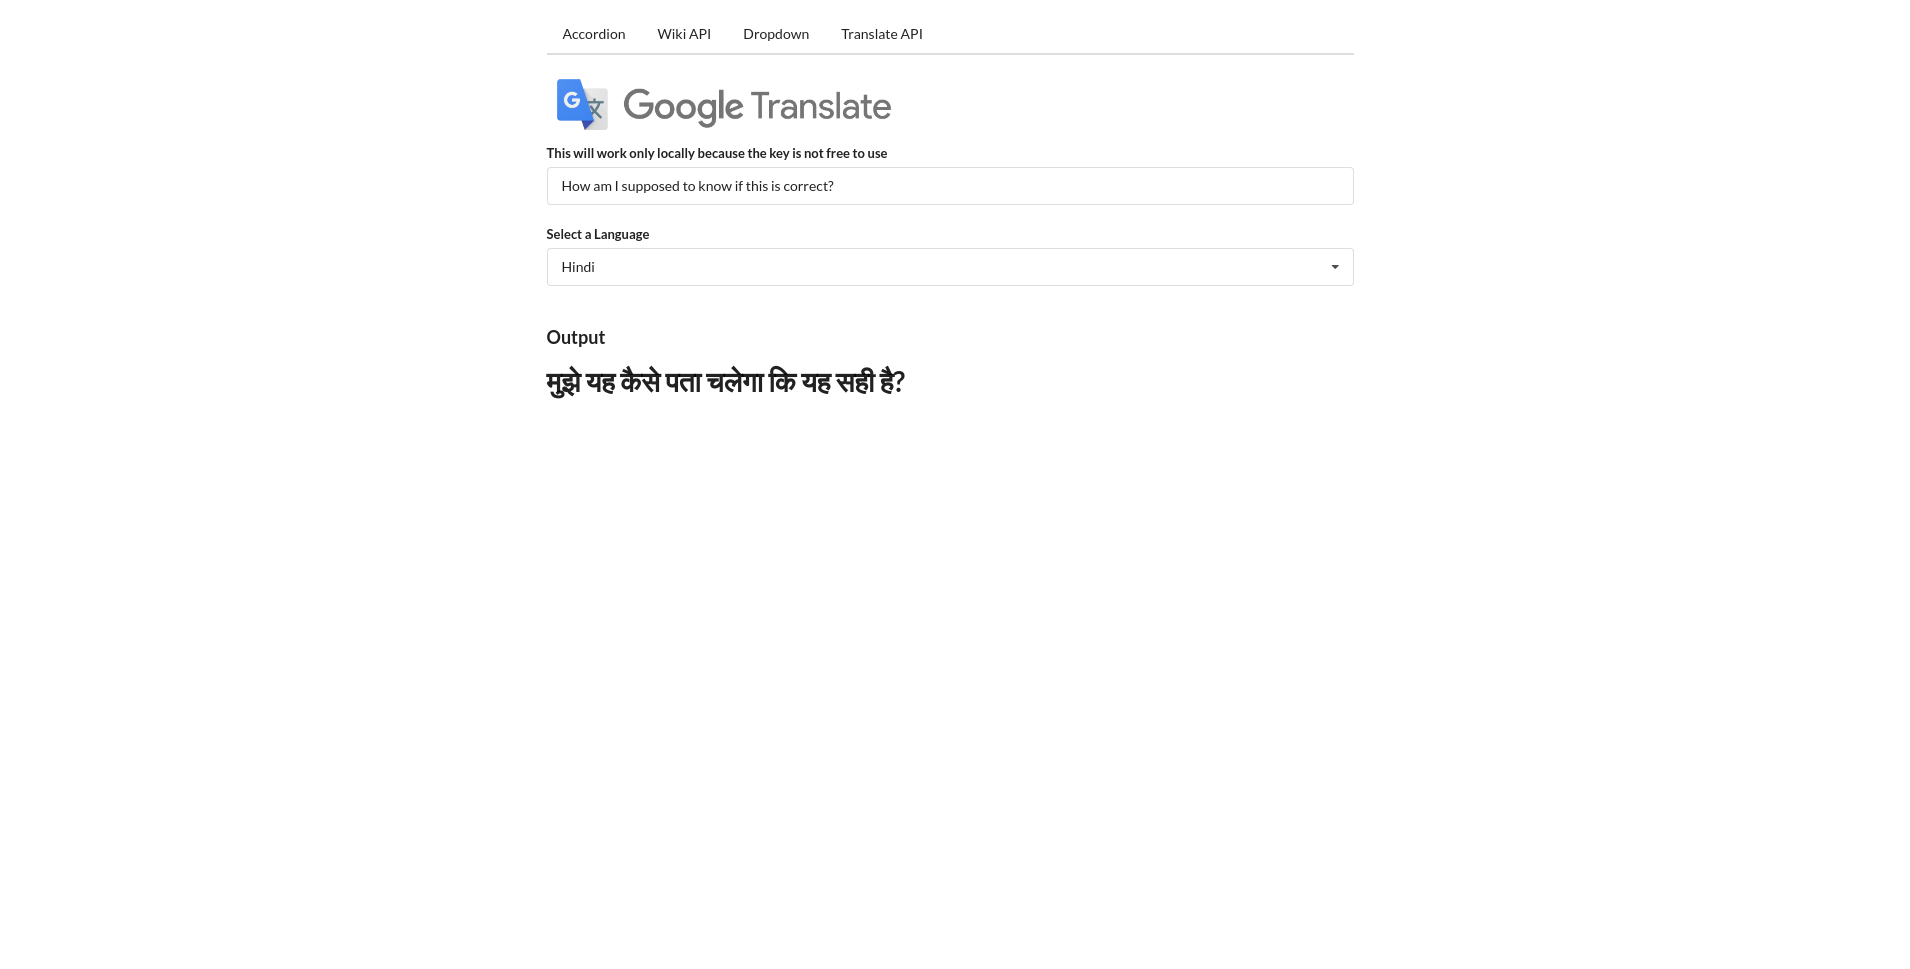 Accordion Wiki API Dropdown Translate API
Google Translate
This will work only locally because the key is not free to use
How am I supposed to know if this is correct?
Select a Language
Hindi
Output
मुझे यह कैसे पता चलेगा कि यह सही है?